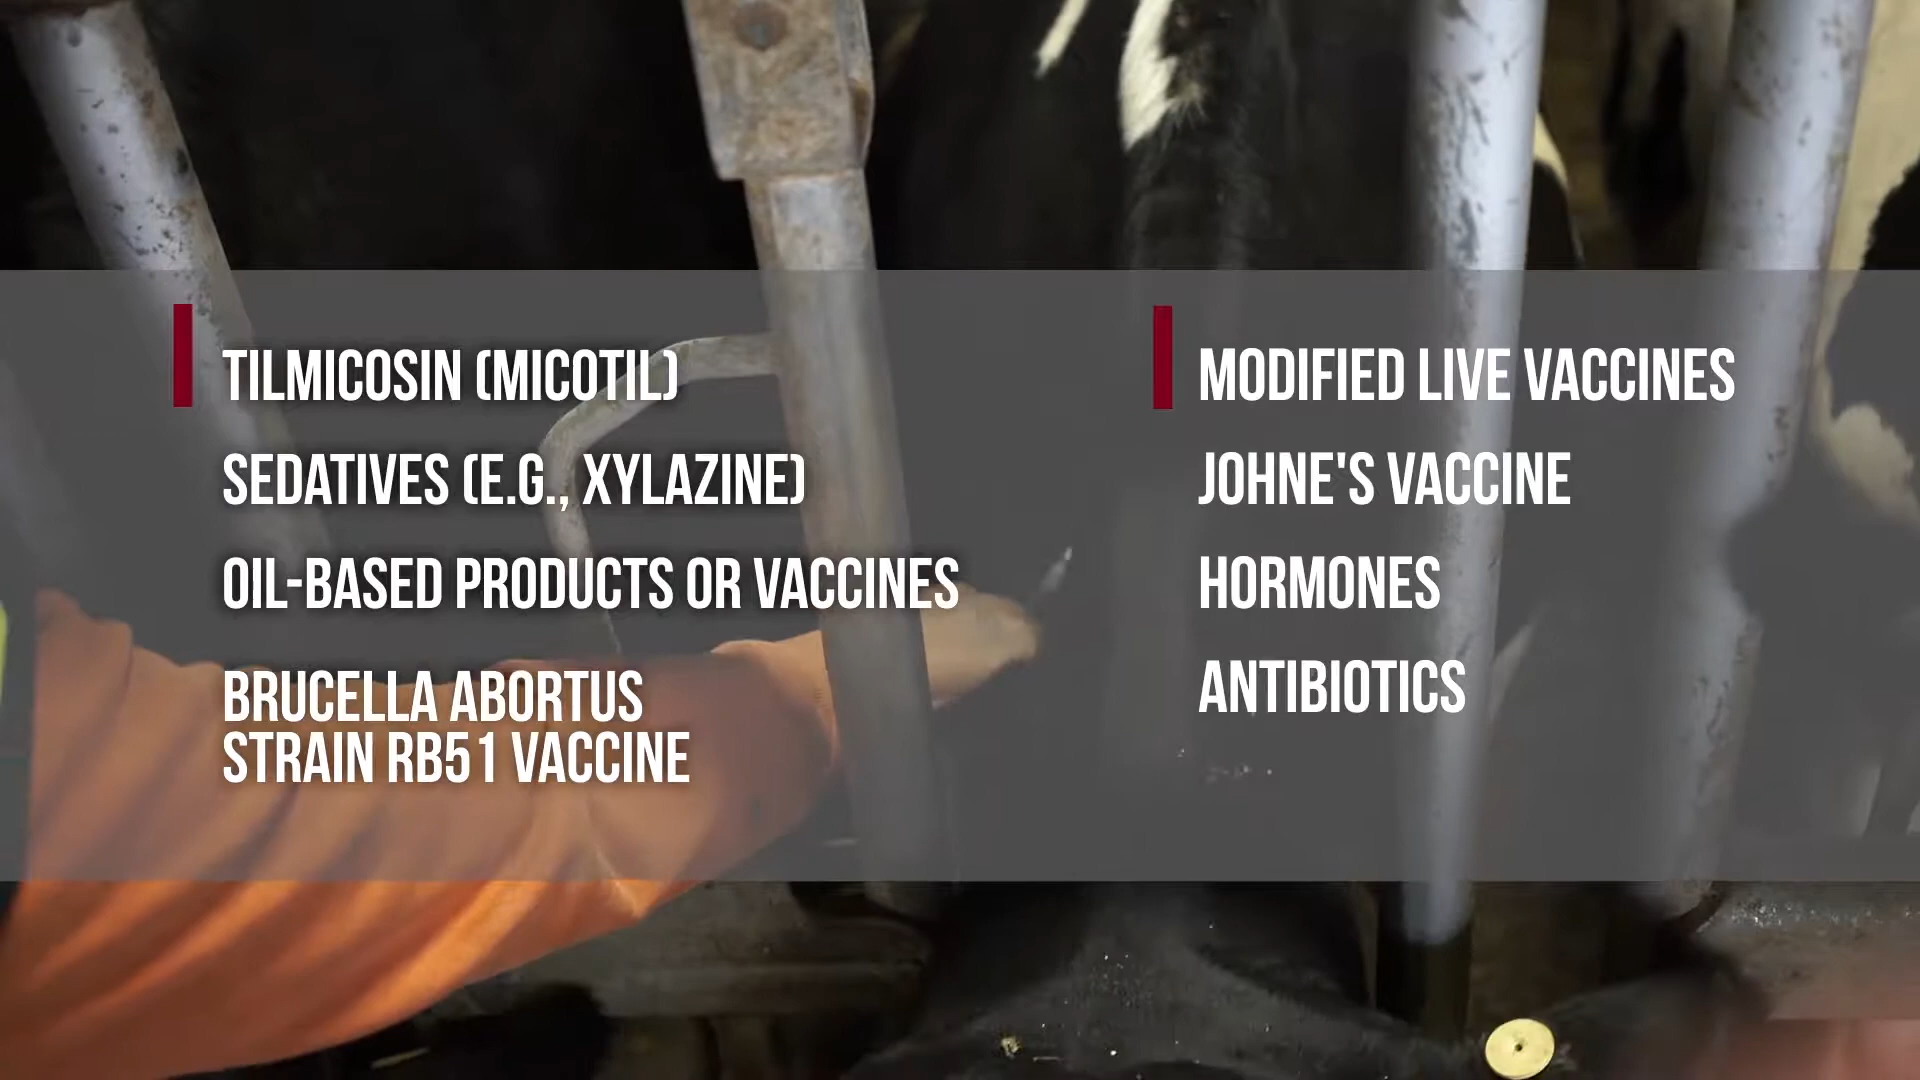 TILMICOSIN (MICOTIL)
SEDATIVES (E.G., XYLAZINE)
OIL-BASED PRODUCTS OR VACCINES
BRUCELLA ABORTUS
STRAIN RB51 VACCINE
MODIFIED LIVE VACCINES
JOHNE'S VACCINE
HORMONES
ANTIBIOTICS